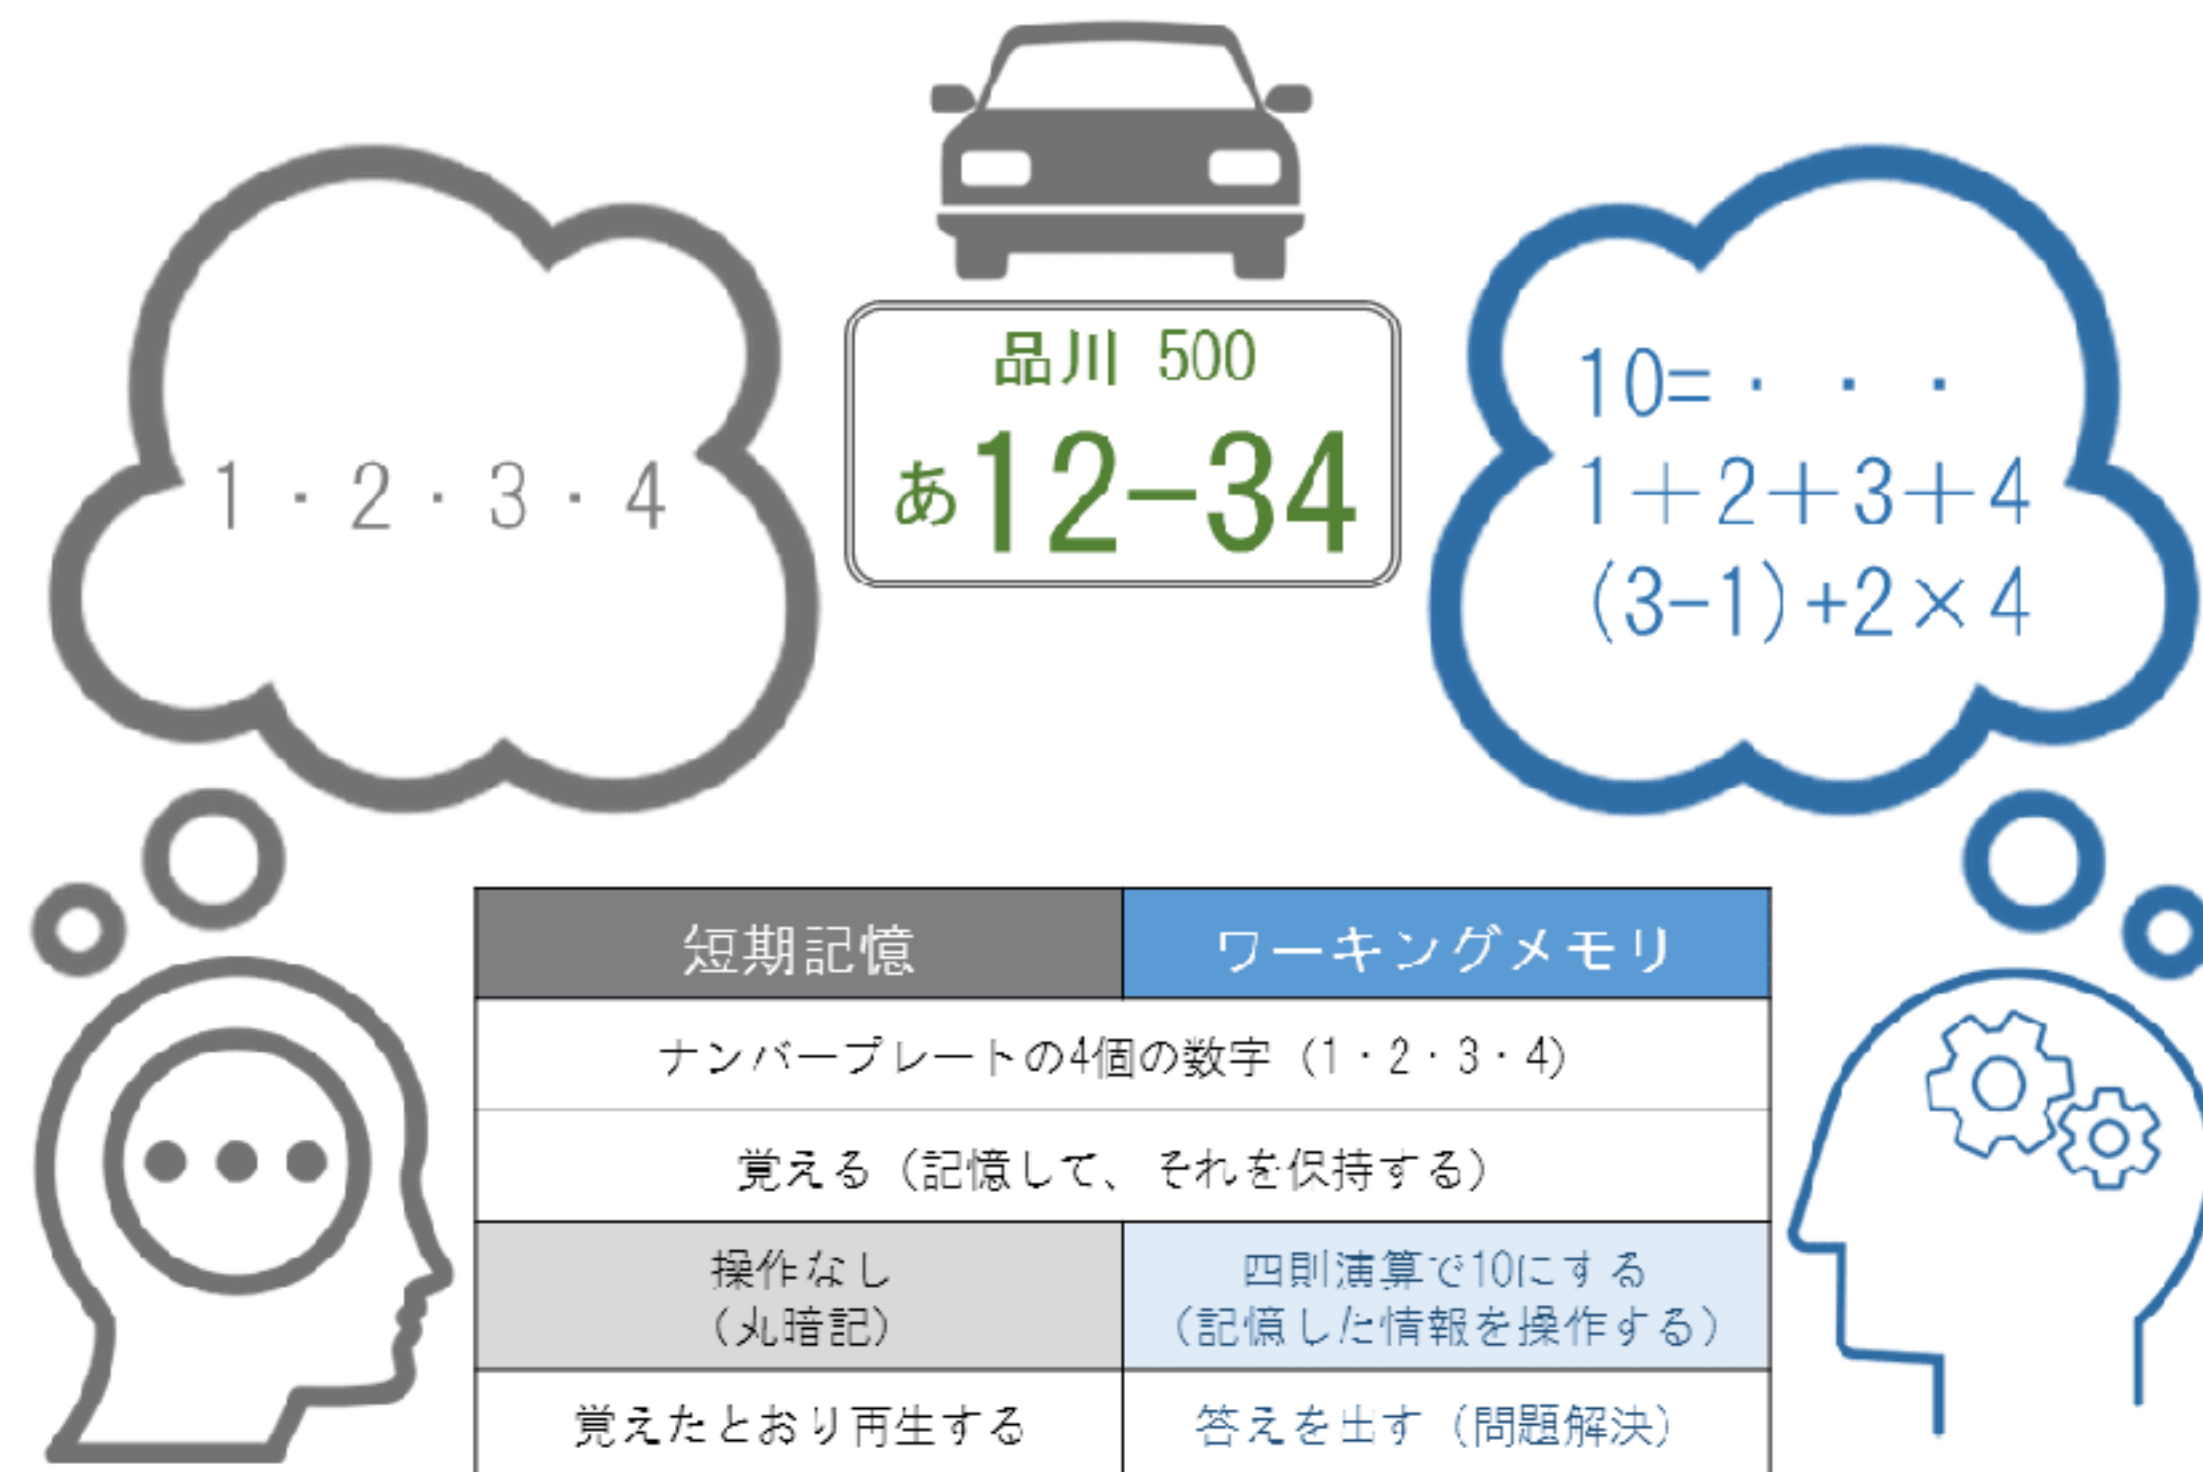 品川 500
あ12-34
1・2・3・4
10=・・・
1+2+3+4
(3-1)+2×4
短期記憶 ワーキングメモリ
ナンバープレートの4個の数字(1・2・3・4)
覚える(記憶して、それを保持する)
操作なし
(丸暗記)
四則演算で10にする
(記憶した情報を操作する)
覚えたとおり再生する 答えを出す(問題解決)